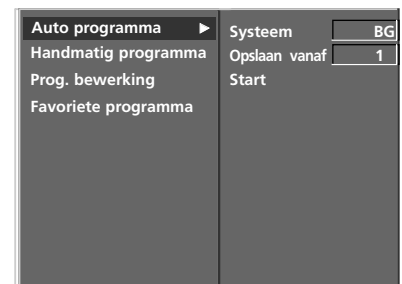 Auto programma ▶
Handmatig programma
Prog. bewerking
Favoriete programma
Systeem BG
Opslaan vanaf 1
Start